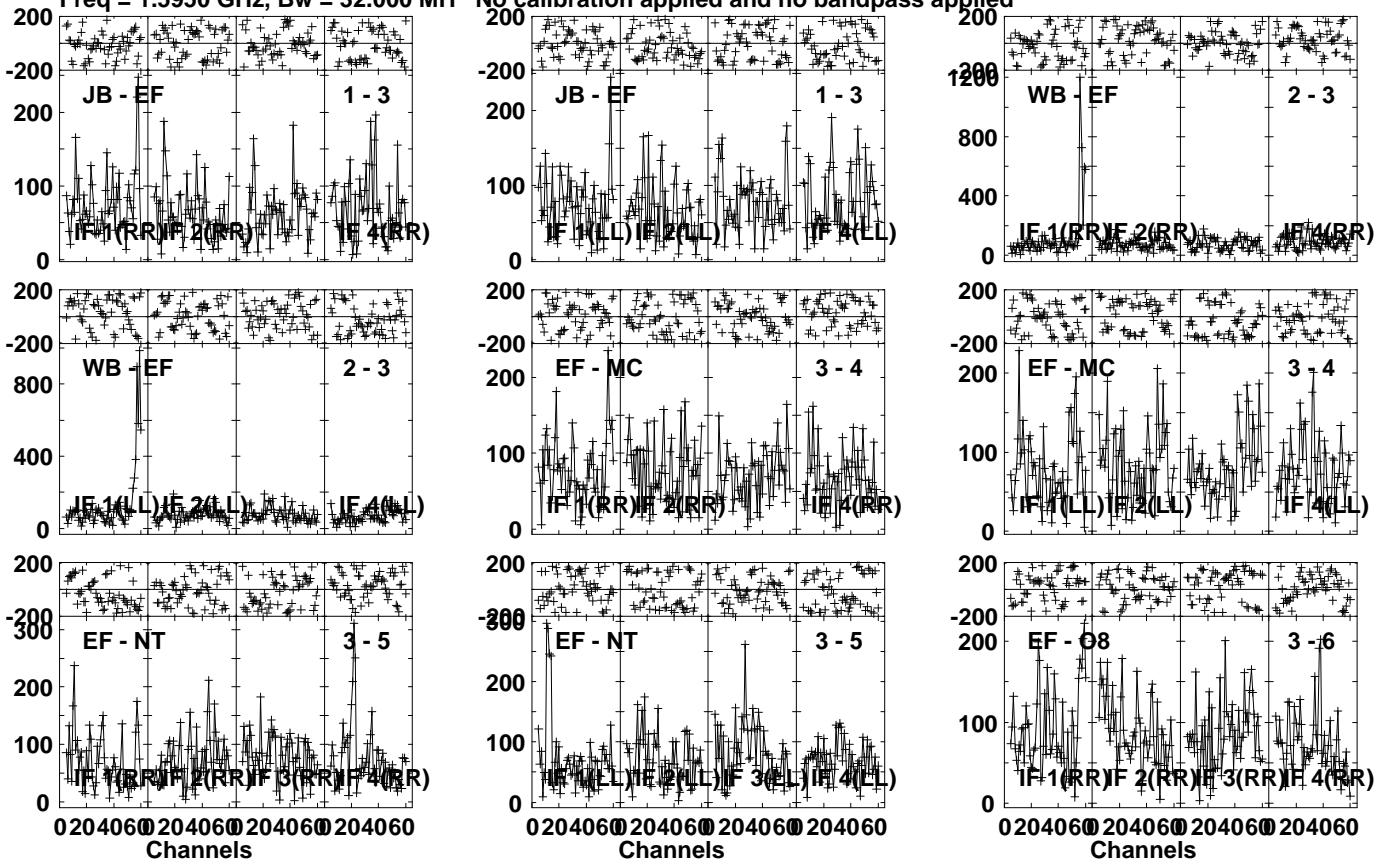 Freq = 1.5950 GHz, Bw = 32.000 MH No calibration applied and no bandpass applied
200
-200
200
100
0
JB - EF 1 - 3
IF 1(RR) IF 2(RR) IF 4(RR)
200
-200
200
100
0
JB - EF 1 - 3
IF 1(LL) IF 2(LL) IF 4(LL)
200
-200
1200
800
400
0
WB - EF 2 - 3
IF 1(RR) IF 2(RR) IF 4(RR)
200
-200
800
400
0
WB - EF 2 - 3
IF 1(LL) IF 2(LL) IF 4(LL)
200
-200
200
100
0
EF - MC 3 - 4
IF 1(RR) IF 2(RR) IF 4(RR)
200
-200
200
100
0
EF - MC 3 - 4
IF 1(LL) IF 2(LL) IF 4(LL)
200
-200
300
200
100
0
EF - NT 3 - 5
IF 1(RR) IF 2(RR) IF 3(RR) IF 4(RR)
0 20 40 60 0 20 40 60 0 20 40 60 0 20 40 60
Channels
200
-200
300
200
100
0
EF - NT 3 - 5
IF 1(LL) IF 2(LL) IF 3(LL) IF 4(LL)
0 20 40 60 0 20 40 60 0 20 40 60 0 20 40 60
Channels
200
-200
200
100
0
EF - O8 3 - 6
IF 1(RR) IF 2(RR) IF 3(RR) IF 4(RR)
0 20 40 60 0 20 40 60 0 20 40 60 0 20 40 60
Channels